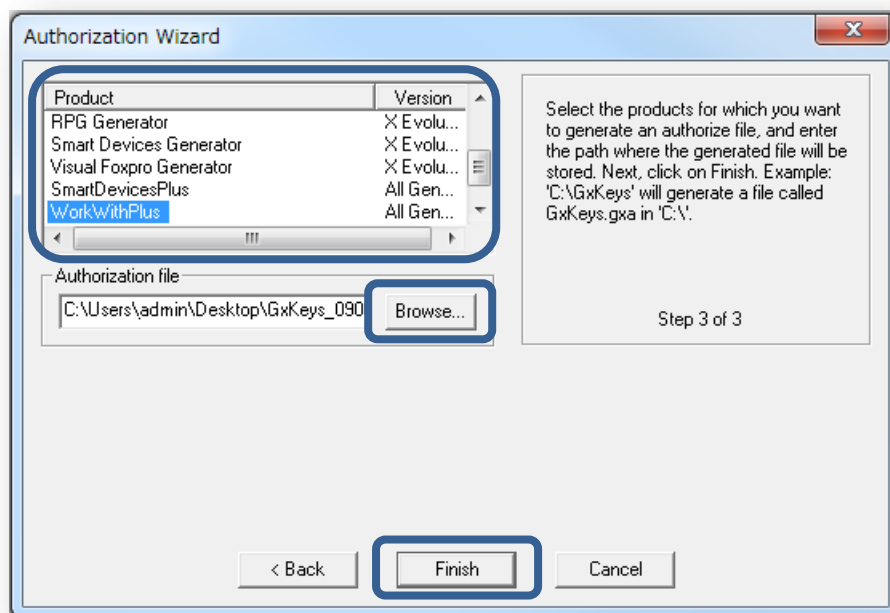 Authorization Wizard
Product Version
RPG Generator X Evolu...
Smart Devices Generator X Evolu...
Visual Foxpro Generator X Evolu...
SmartDevicesPlus All Gen...
WorkWithPlus All Gen...
Authorization file
C:\Users\admin\Desktop\GxKeys_090
Browse...
Select the products for which you want
to generate an authorize file, and enter
the path where the generated file will be
stored. Next, click on Finish. Example:
'C:\GxKeys' will generate a file called
GxKeys.gxa in 'C:\'.
Step 3 of 3
< Back
Finish
Cancel